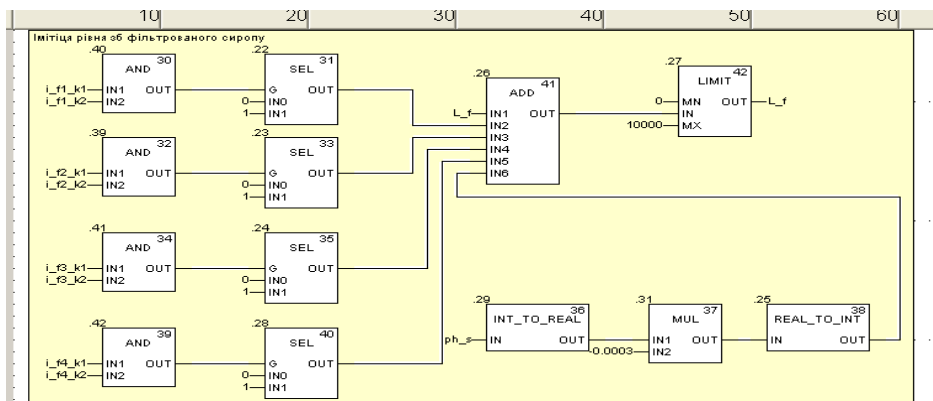 10 20 30 40 50 60
Імітіца рівна зб фільтрованого сиропу
.40 AND 30
i_f1_k1 IN1 OUT
i_f1_k2 IN2
.22 SEL 31
G OUT
0 IN0
1 IN1
.26 ADD 41
L_f IN1 OUT
IN2
IN3
IN4
IN5
IN6
.27 LIMIT 42
0 MN OUT L_f
IN
10000 MX
.39 AND 32
i_f2_k1 IN1 OUT
i_f2_k2 IN2
.23 SEL 33
G OUT
0 IN0
1 IN1
.41 AND 34
i_f3_k1 IN1 OUT
i_f3_k2 IN2
.24 SEL 35
G OUT
0 IN0
1 IN1
.42 AND 39
i_f4_k1 IN1 OUT
i_f4_k2 IN2
.28 SEL 40
G OUT
0 IN0
1 IN1
.29 INT_TO_REAL 36
ph_s IN OUT
.31 MUL 37
IN1 OUT
-0.0003 IN2
.25 REAL_TO_INT 38
IN OUT